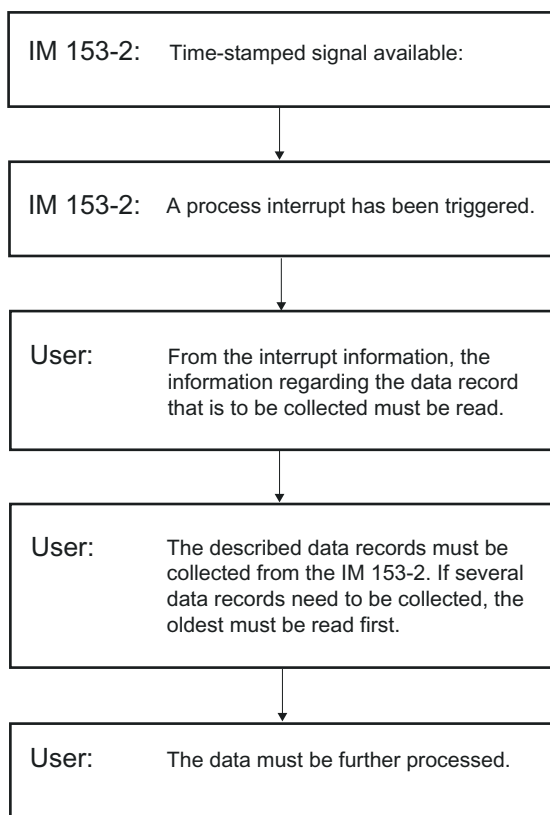 IM 153-2: Time-stamped signal available:
IM 153-2: A process interrupt has been triggered.
User: From the interrupt information, the
information regarding the data record
that is to be collected must be read.
User: The described data records must be
collected from the IM 153-2. If several
data records need to be collected, the
oldest must be read first.
User: The data must be further processed.